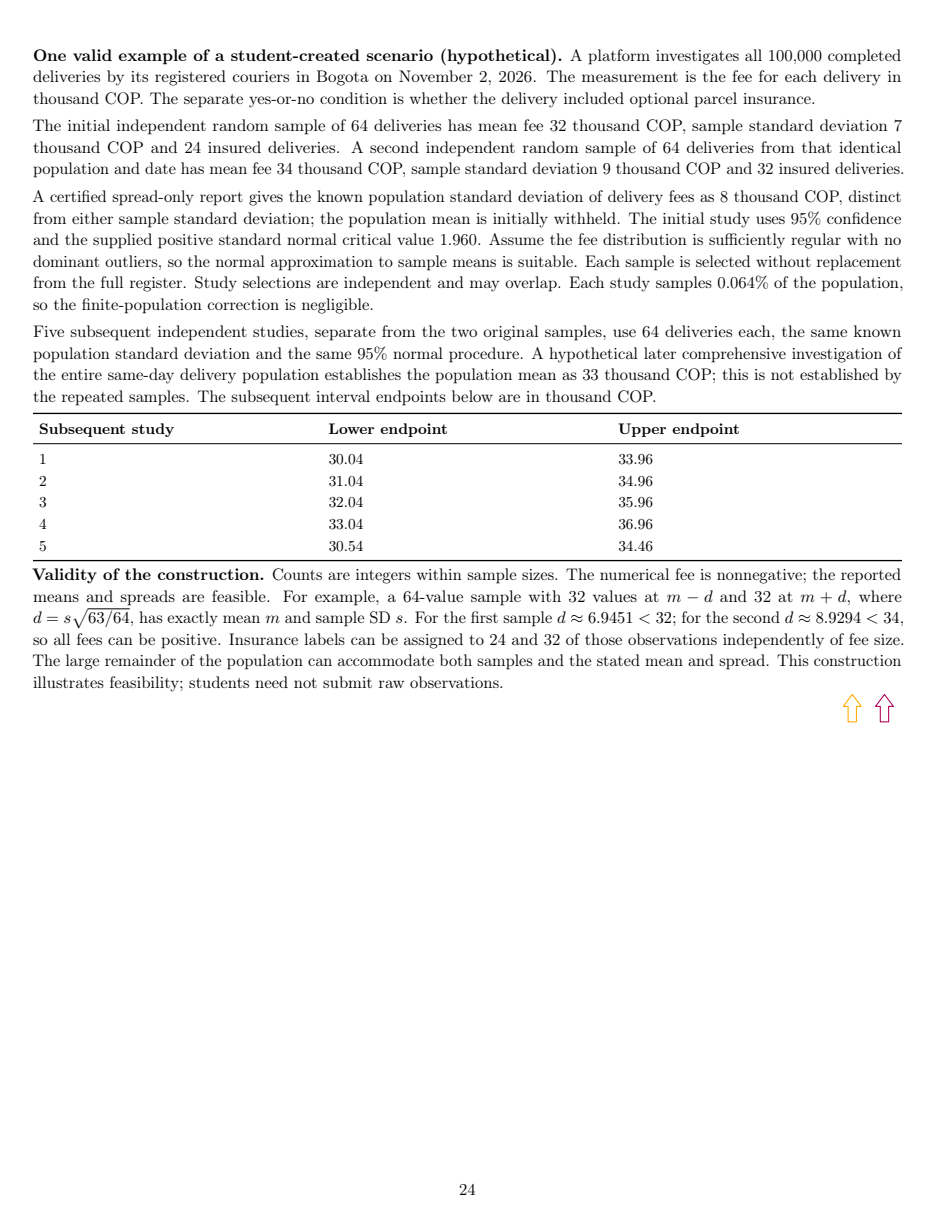 One valid example of a student-created scenario (hypothetical). A platform investigates all 100,000 completed
deliveries by its registered couriers in Bogota on November 2, 2026. The measurement is the fee for each delivery in
thousand COP. The separate yes-or-no condition is whether the delivery included optional parcel insurance.
The initial independent random sample of 64 deliveries has mean fee 32 thousand COP, sample standard deviation 7
thousand COP and 24 insured deliveries. A second independent random sample of 64 deliveries from that identical
population and date has mean fee 34 thousand COP, sample standard deviation 9 thousand COP and 32 insured deliveries.
A certified spread-only report gives the known population standard deviation of delivery fees as 8 thousand COP, distinct
from either sample standard deviation; the population mean is initially withheld. The initial study uses 95% confidence
and the supplied positive standard normal critical value 1.960. Assume the fee distribution is sufficiently regular with no
dominant outliers, so the normal approximation to sample means is suitable. Each sample is selected without replacement
from the full register. Study selections are independent and may overlap. Each study samples 0.064% of the population,
so the finite-population correction is negligible.
Five subsequent independent studies, separate from the two original samples, use 64 deliveries each, the same known
population standard deviation and the same 95% normal procedure. A hypothetical later comprehensive investigation of
the entire same-day delivery population establishes the population mean as 33 thousand COP; this is not established by
the repeated samples. The subsequent interval endpoints below are in thousand COP.
Subsequent study Lower endpoint Upper endpoint
1 30.04 33.96
2 31.04 34.96
3 32.04 35.96
4 33.04 36.96
5 30.54 34.46
Validity of the construction. Counts are integers within sample sizes. The numerical fee is nonnegative; the reported
means and spreads are feasible. For example, a 64-value sample with 32 values at m − d and 32 at m + d, where
d = s√63/64, has exactly mean m and sample SD s. For the first sample d ≈ 6.9451 < 32; for the second d ≈ 8.9294 < 34,
so all fees can be positive. Insurance labels can be assigned to 24 and 32 of those observations independently of fee size.
The large remainder of the population can accommodate both samples and the stated mean and spread. This construction
illustrates feasibility; students need not submit raw observations.
24